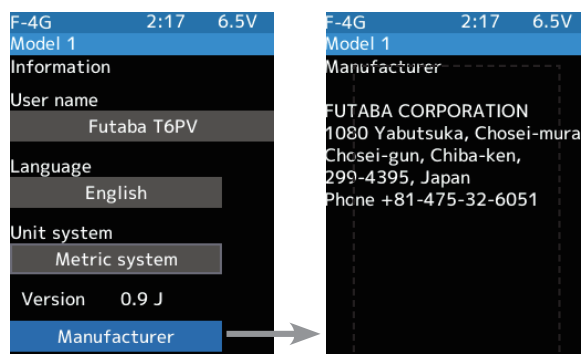 F-4G 2:17 6.5V
Model 1
Information
User name
Futaba T6PV
Language
English
Unit system
Metric system
Version 0.9 J
Manufacturer
F-4G 2:17 6.5V
Model 1
Manufacturer
FUTABA CORPORATION
1080 Yabutsuka, Chosei-mura
Chosei-gun, Chiba-ken,
299-4395, Japan
Phone +81-475-32-6051